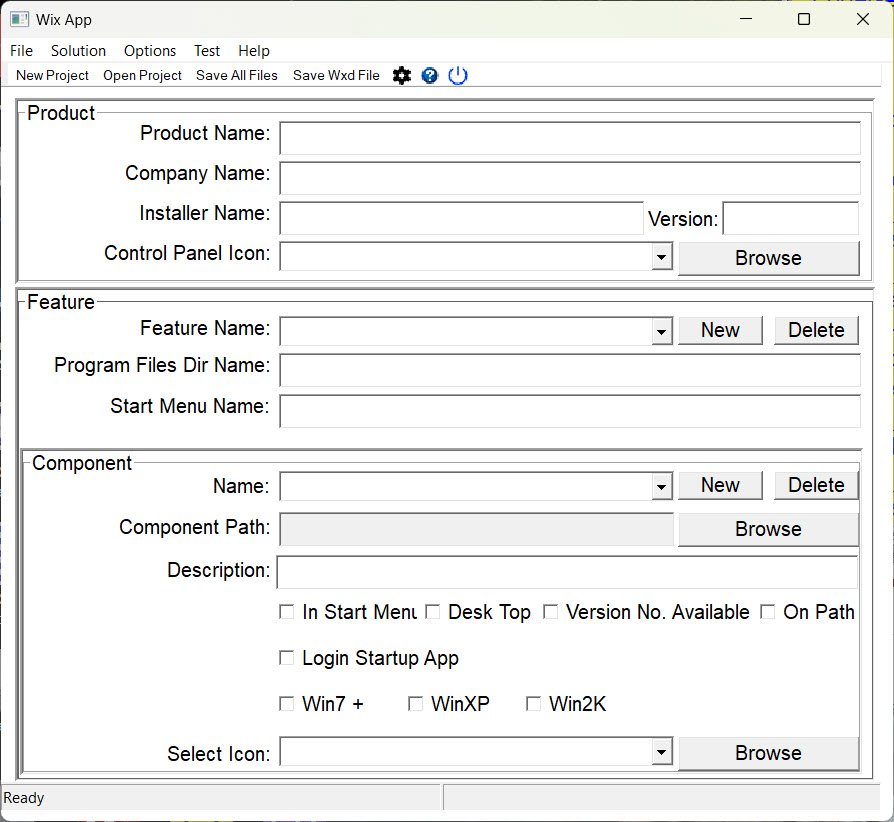 Wix App
File Solution Options Test Help
New Project Open Project Save All Files Save Wxd File ?
Product
Product Name:
Company Name:
Installer Name: Version:
Control Panel Icon: Browse
Feature
Feature Name: New Delete
Program Files Dir Name:
Start Menu Name:
Component
Name: New Delete
Component Path: Browse
Description:
In Start Menu Desk Top Version No. Available On Path
Login Startup App
Win7 + WinXP Win2K
Select Icon: Browse
Ready